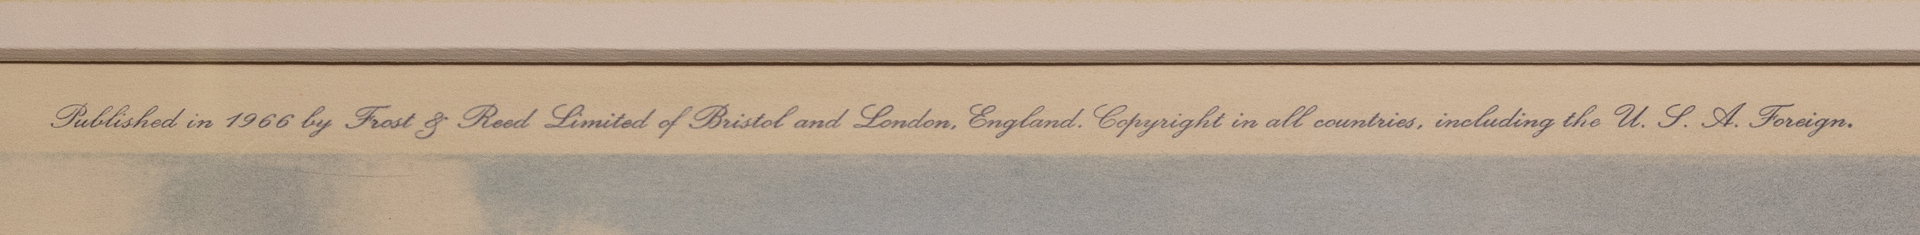 Published in 1966 by Frost & Reed Limited of Bristol and London, England. Copyright in all countries, including the U. S. A. Foreign.